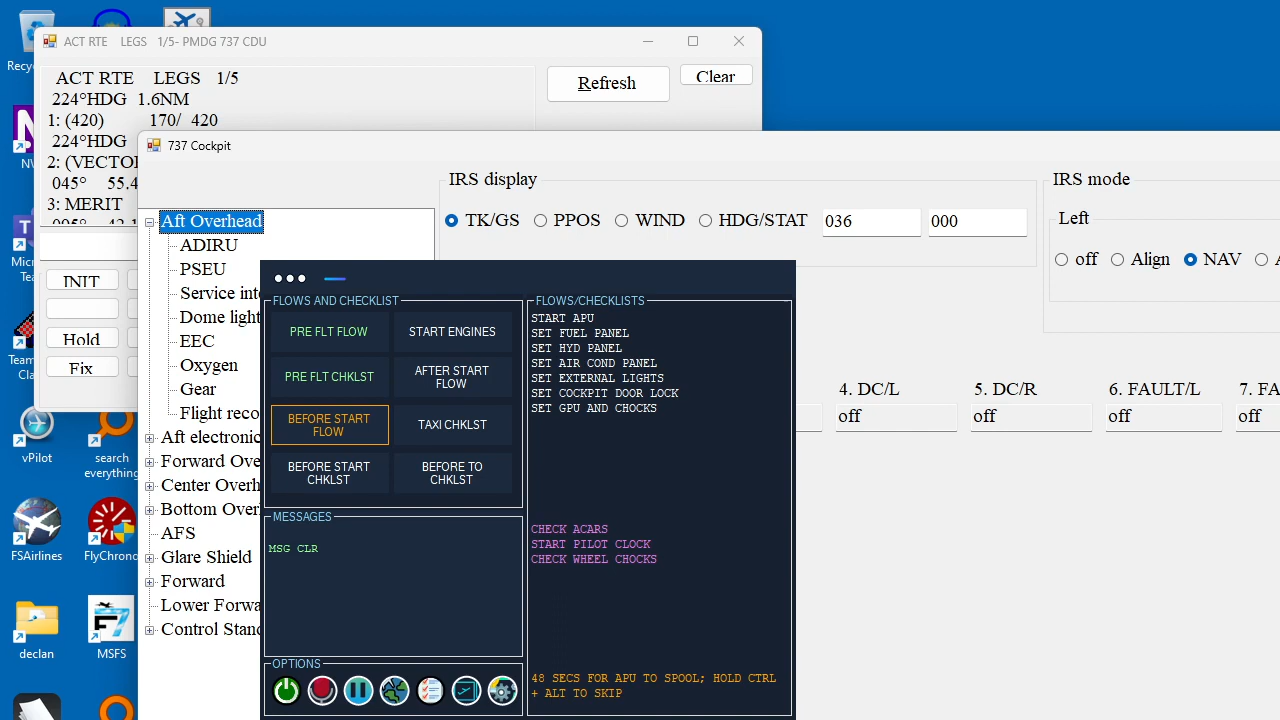 ACT RTE    LEGS   1/5- PMDG 737 CDU
ACT RTE    LEGS   1/5
224°HDG  1.6NM
1: (420)         170/  420
224°HDG
2: (VECTOR
045°    55.4
3: MERIT
Refresh
Clear
INIT
Hold
Fix
737 Cockpit
IRS display
TK/GS
PPOS
WIND
HDG/STAT
036
000
IRS mode
Left
off
Align
NAV
4. DC/L
5. DC/R
6. FAULT/L
7. FA
off
off
off
off
Aft Overhead
ADIRU
PSEU
Service inte
Dome light
EEC
Oxygen
Gear
Flight reco
Aft electronic
Forward Ove
Center Overh
Bottom Over
AFS
Glare Shield
Forward
Lower Forwa
Control Stand
FLOWS AND CHECKLIST
PRE FLT FLOW
START ENGINES
PRE FLT CHKLST
AFTER START
FLOW
BEFORE START
FLOW
TAXI CHKLST
BEFORE START
CHKLST
BEFORE TO
CHKLST
MESSAGES
MSG CLR
OPTIONS
FLOWS/CHECKLISTS
START APU
SET FUEL PANEL
SET HYD PANEL
SET AIR COND PANEL
SET EXTERNAL LIGHTS
SET COCKPIT DOOR LOCK
SET GPU AND CHOCKS
CHECK ACARS
START PILOT CLOCK
CHECK WHEEL CHOCKS
48 SECS FOR APU TO SPOOL; HOLD CTRL
+ ALT TO SKIP
Recy
NV
Micr
Tea
Team
Cla
vPilot
search
everything
FSAirlines
FlyChrono
declan
MSFS